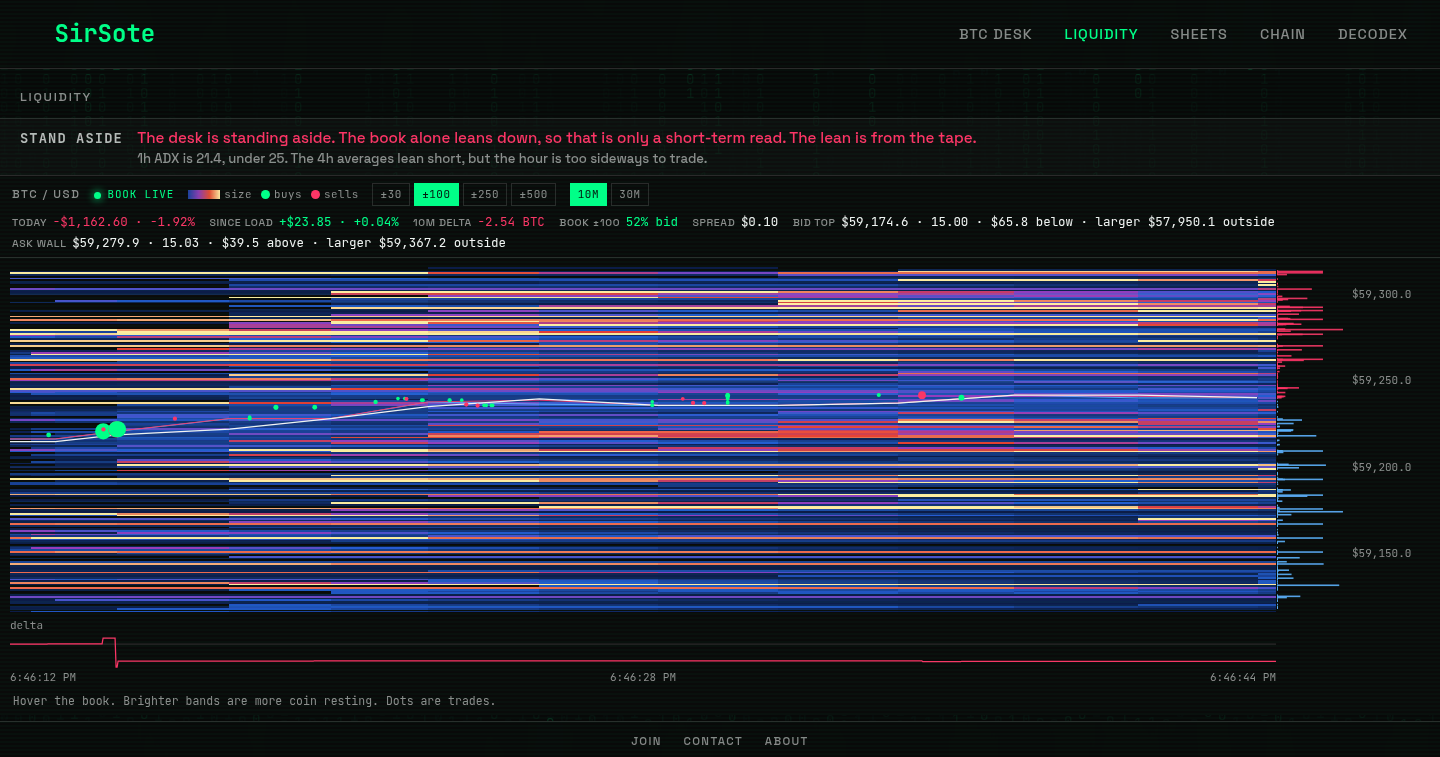 SirSote
BTC DESK LIQUIDITY SHEETS CHAIN DECODEX
LIQUIDITY
STAND ASIDE The desk is standing aside. The book alone leans down, so that is only a short-term read. The lean is from the tape.
1h ADX is 21.4, under 25. The 4h averages lean short, but the hour is too sideways to trade.
BTC / USD BOOK LIVE size buys sells ±30 ±100 ±250 ±500 10M 30M
TODAY -$1,162.60 · -1.92% SINCE LOAD +$23.85 · +0.04% 10M DELTA -2.54 BTC BOOK ±100 52% bid SPREAD $0.10 BID TOP $59,174.6 · 15.00 · $65.8 below · larger $57,950.1 outside
ASK WALL $59,279.9 · 15.03 · $39.5 above · larger $59,367.2 outside
$59,300.0
$59,250.0
$59,200.0
$59,150.0
delta
6:46:12 PM 6:46:28 PM 6:46:44 PM
Hover the book. Brighter bands are more coin resting. Dots are trades.
JOIN CONTACT ABOUT